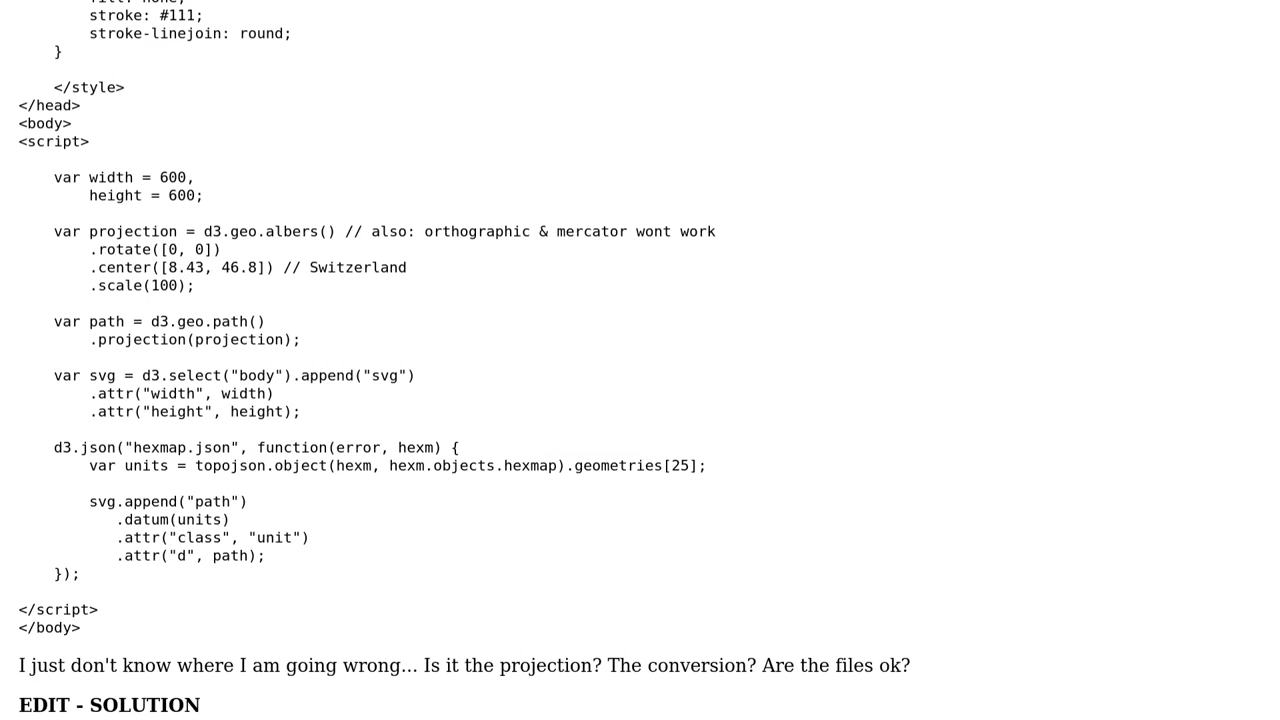 fill: none;
        stroke: #111;
        stroke-linejoin: round;
    }

    </style>
</head>
<body>
<script>

    var width = 600,
        height = 600;

    var projection = d3.geo.albers() // also: orthographic & mercator wont work
        .rotate([0, 0])
        .center([8.43, 46.8]) // Switzerland
        .scale(100);

    var path = d3.geo.path()
        .projection(projection);

    var svg = d3.select("body").append("svg")
        .attr("width", width)
        .attr("height", height);

    d3.json("hexmap.json", function(error, hexm) {
        var units = topojson.object(hexm, hexm.objects.hexmap).geometries[25];

        svg.append("path")
           .datum(units)
           .attr("class", "unit")
           .attr("d", path);
    });

</script>
</body>
I just don't know where I am going wrong... Is it the projection? The conversion? Are the files ok?
EDIT - SOLUTION